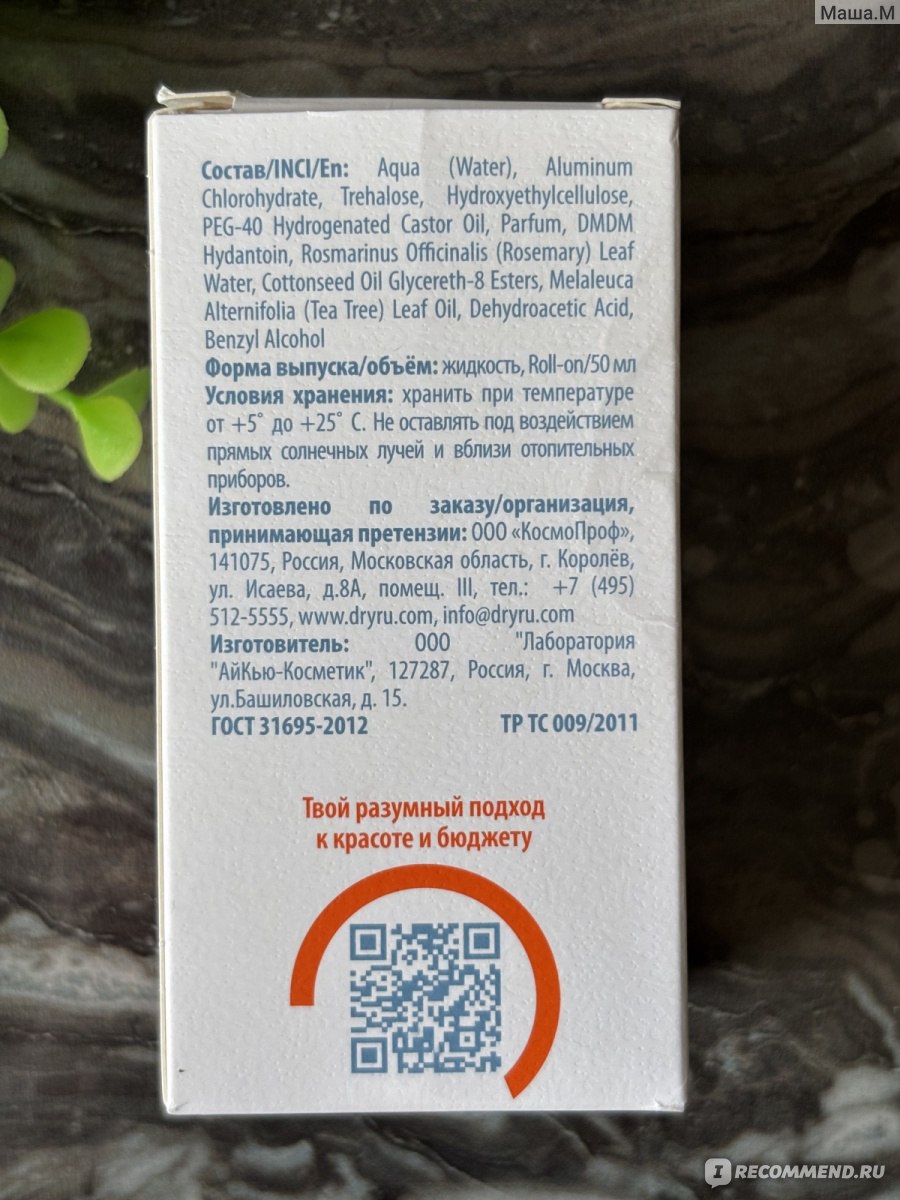 Маша.М
Состав/INCI/En: Aqua (Water), Aluminum
Chlorohydrate, Trehalose, Hydroxyethylcellulose,
PEG-40 Hydrogenated Castor Oil, Parfum, DMDM
Hydantoin, Rosmarinus Officinalis (Rosemary) Leaf
Water, Cottonseed Oil Glycereth-8 Esters, Melaleuca
Alternifolia (Tea Tree) Leaf Oil, Dehydroacetic Acid,
Benzyl Alcohol
Форма выпуска/объём: жидкость, Roll-on/50 мл
Условия хранения: хранить при температуре
от +5° до +25° С. Не оставлять под воздействием
прямых солнечных лучей и вблизи отопительных
приборов.
Изготовлено по заказу/организация,
принимающая претензии: ООО «КосмоПроф»,
141075, Россия, Московская область, г. Королёв,
ул. Исаева, д.8А, помещ. III, тел.: +7 (495)
512-5555, www.dryru.com, info@dryru.com
Изготовитель: ООО "Лаборатория
"АйКью-Косметик", 127287, Россия, г. Москва,
ул.Башиловская, д. 15.
ГОСТ 31695-2012 ТР ТС 009/2011
Твой разумный подход
к красоте и бюджету
IRECOMMEND.RU